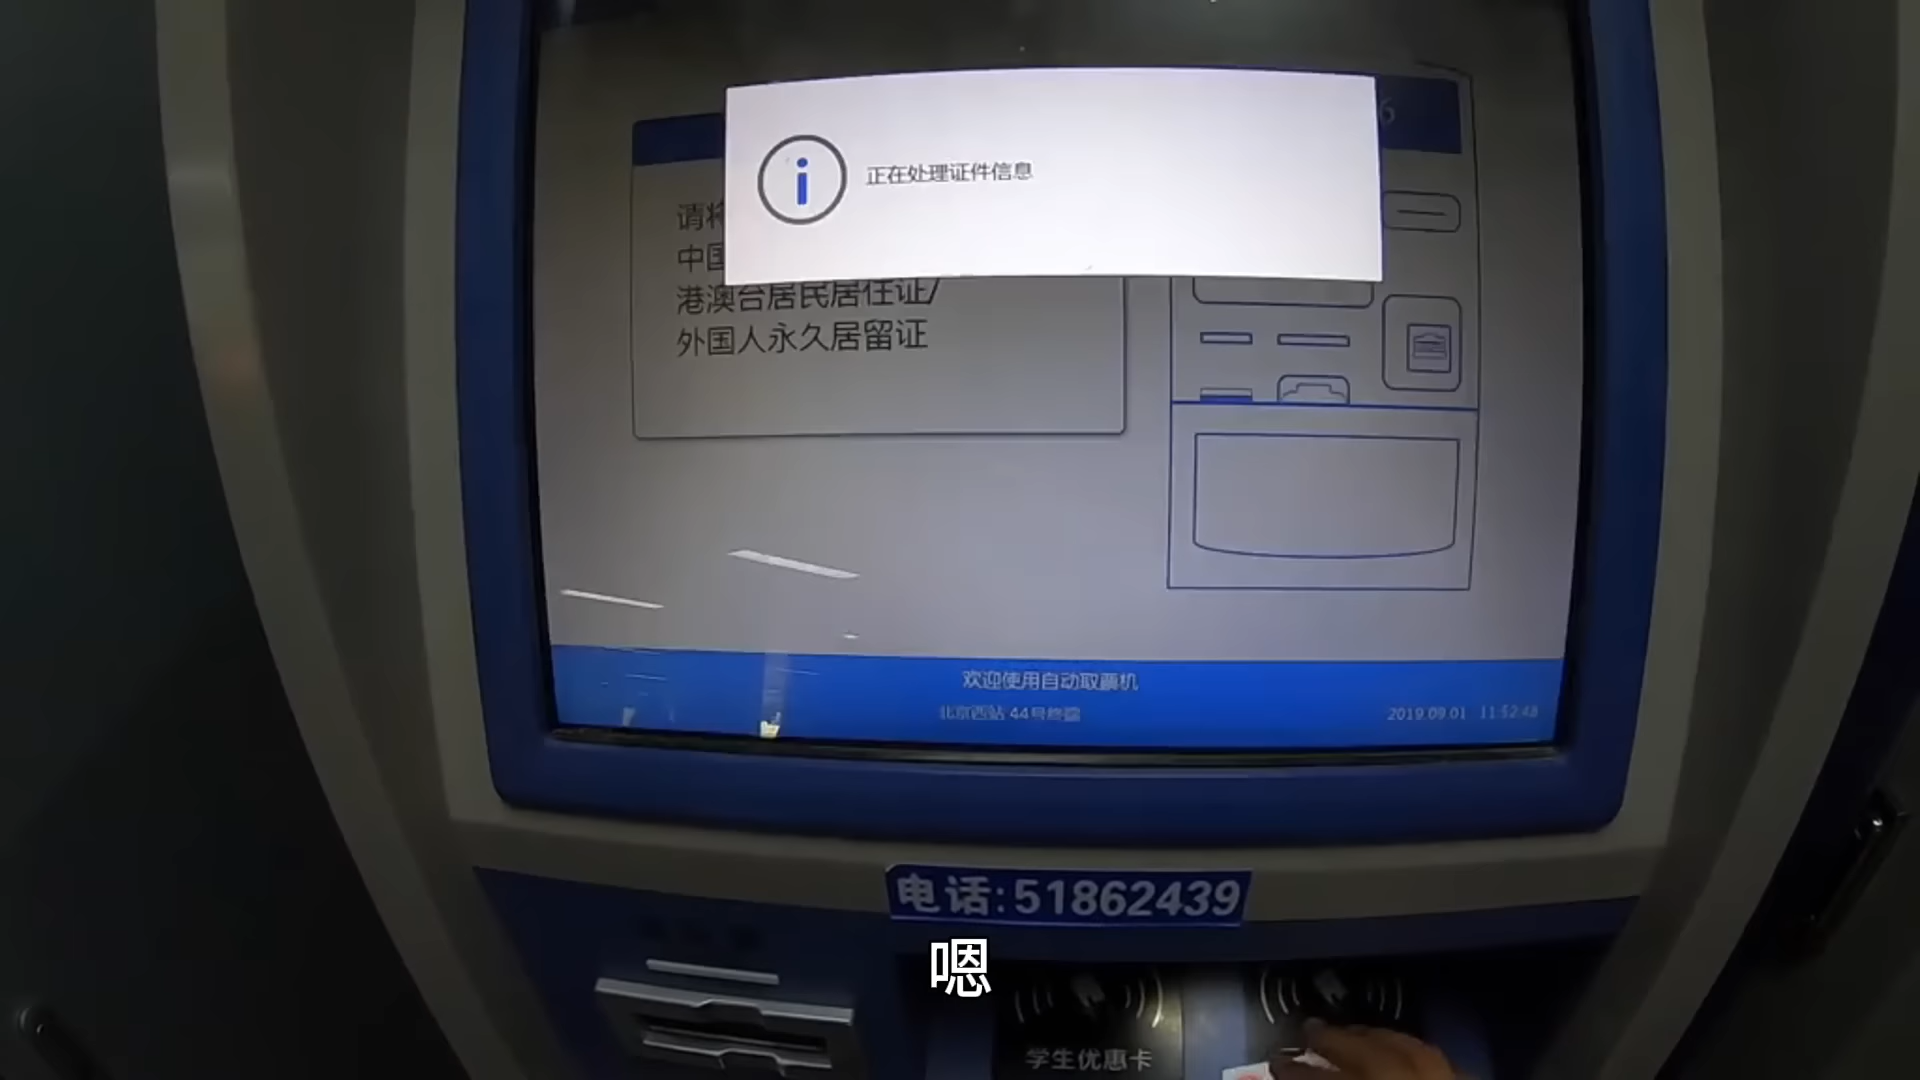 6
正在处理证件信息
请将
中国
港澳台居民居住证/
外国人永久居留证
欢迎使用自动取票机
北京西站 44号终端
2019.09.01 11:52:48
电话:51862439
嗯
学生优惠卡